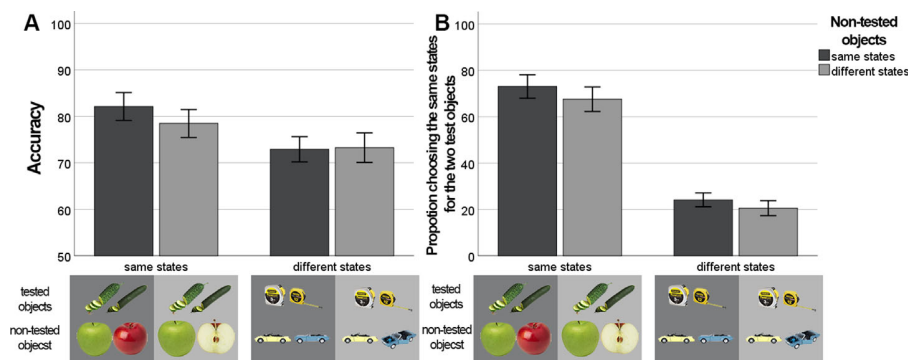 A
100
90
80
70
60
50
Accuracy
same states
different states
tested
objects
non-tested
objecst
B
100
80
60
40
20
0
Propotion choosing the same states
for the two test objects
same states
different states
tested
objects
non-tested
objecst
Non-tested
objects
same states
different states